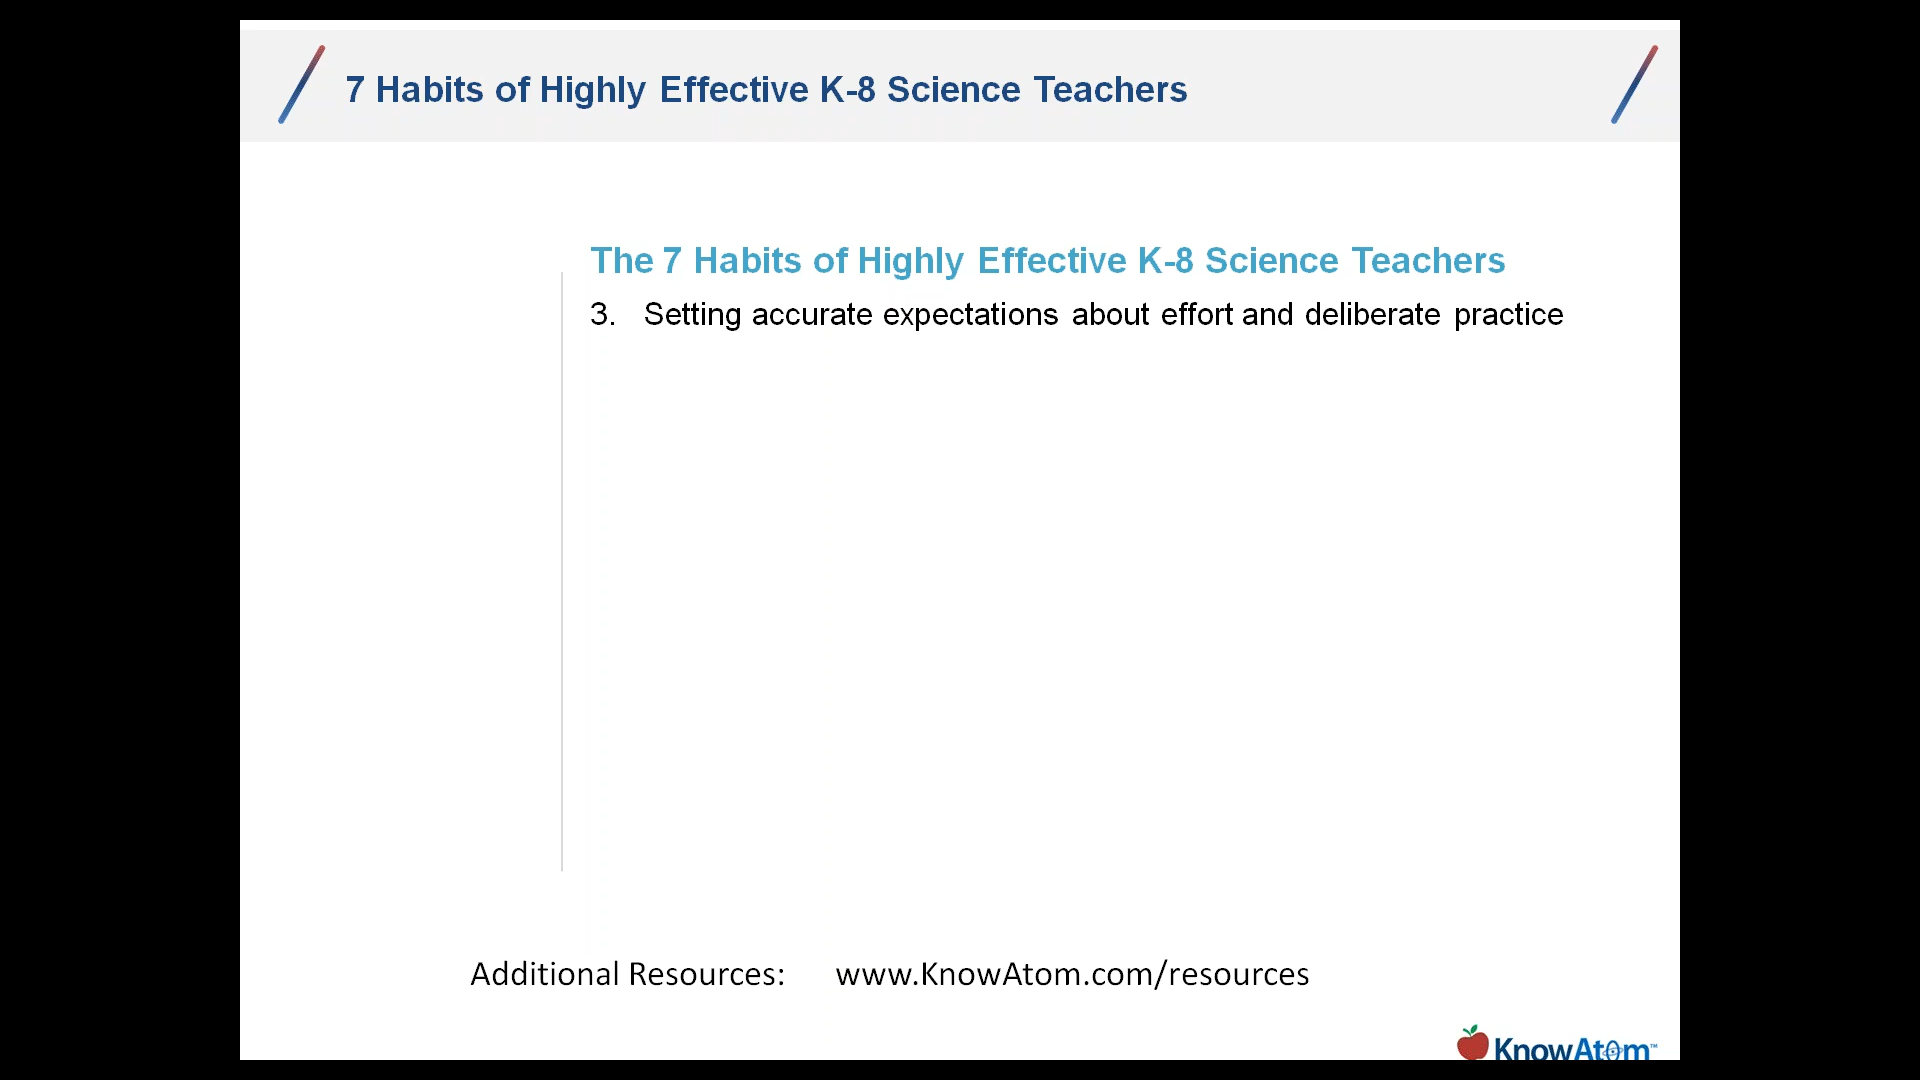 7 Habits of Highly Effective K-8 Science Teachers
The 7 Habits of Highly Effective K-8 Science Teachers
3. Setting accurate expectations about effort and deliberate practice
Additional Resources: www.KnowAtom.com/resources
KnowAtom™